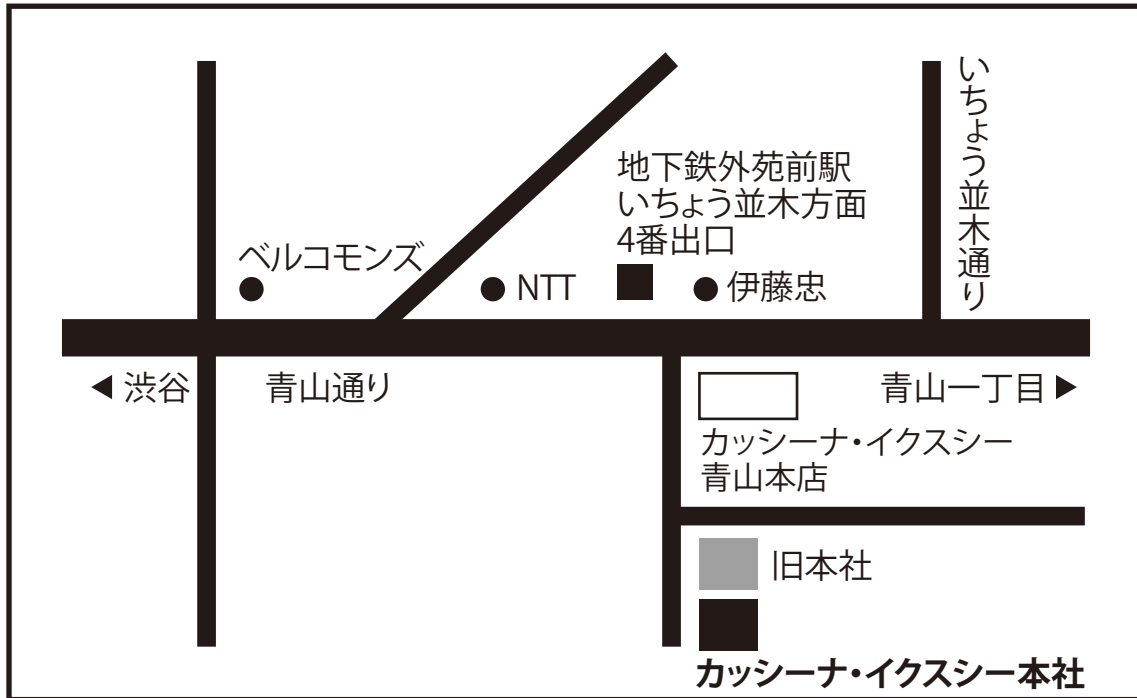 いちょう並木通り
地下鉄外苑前駅
いちょう並木方面
4番出口
ベルコモンズ
NTT
伊藤忠
渋谷
青山通り
青山一丁目
カッシーナ・イクスシー
青山本店
旧本社
カッシーナ・イクスシー本社